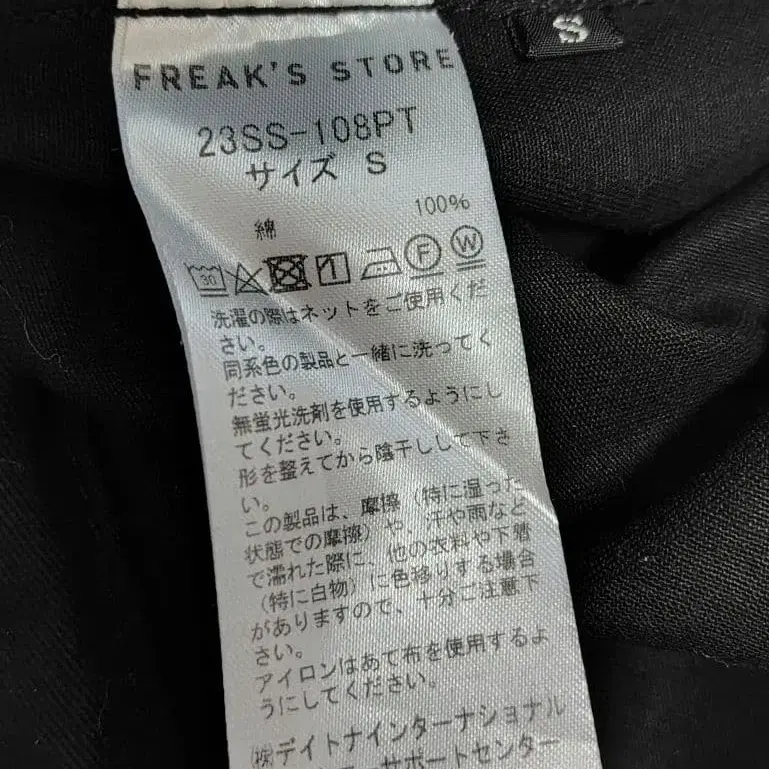 S
FREAK'S STORE
23SS-108PT
サイズ S
綿 100%
30 F W
洗濯の際はネットをご使用くだ
さい。
同系色の製品と一緒に洗ってく
ださい。
無蛍光洗剤を使用するようにし
てください。
形を整えてから陰干しして下さ
い。
この製品は、摩擦(特に湿った
状態での摩擦)や、汗や雨など
で濡れた際に、他の衣料や下着
(特に白物)に色移りする場合
がありますので、十分ご注意下
さい。
アイロンはあて布を使用するよ
うにしてください。
㈱デイトナインターナショナル
サポートセンター